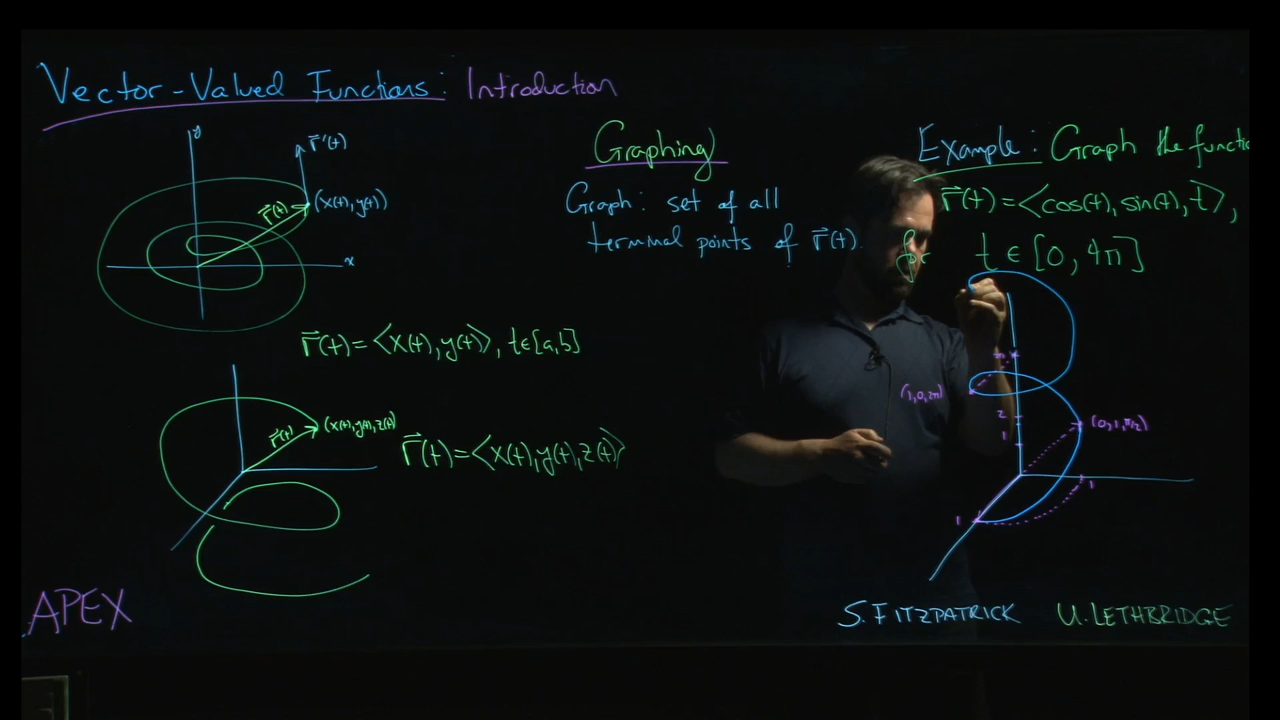 Vector-Valued Functions: Introduction
y
r⃗'(t)
(x(t), y(t))
r⃗(t)
x
r⃗(t) = ⟨x(t), y(t)⟩, t∈[a,b]
(x(t), y(t), z(t))
r⃗(t)
r⃗(t) = ⟨x(t), y(t), z(t)⟩
APEX
Graphing
Graph: set of all
terminal points of r⃗(t).
Example: Graph the functio
r⃗(t) = ⟨cos(t), sin(t), t⟩,
for t ∈ [0, 4π]
(1,0,2π)
2
1
(0,1,π/2)
1
1
S. FITZPATRICK U. LETHBRIDGE